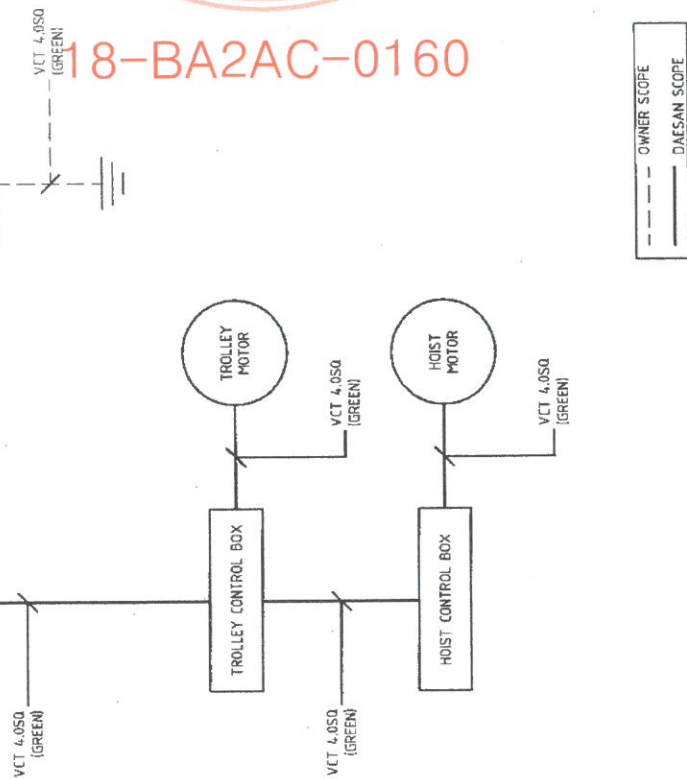 18-BA2AC-0160
VCT 4.0SQ
(GREEN)
TROLLEY
MOTOR
HOIST
MOTOR
VCT 4.0SQ
(GREEN)
VCT 4.0SQ
(GREEN)
TROLLEY CONTROL BOX
HOIST CONTROL BOX
VCT 4.0SQ
(GREEN)
VCT 4.0SQ
(GREEN)
OWNER SCOPE
DAESAN SCOPE